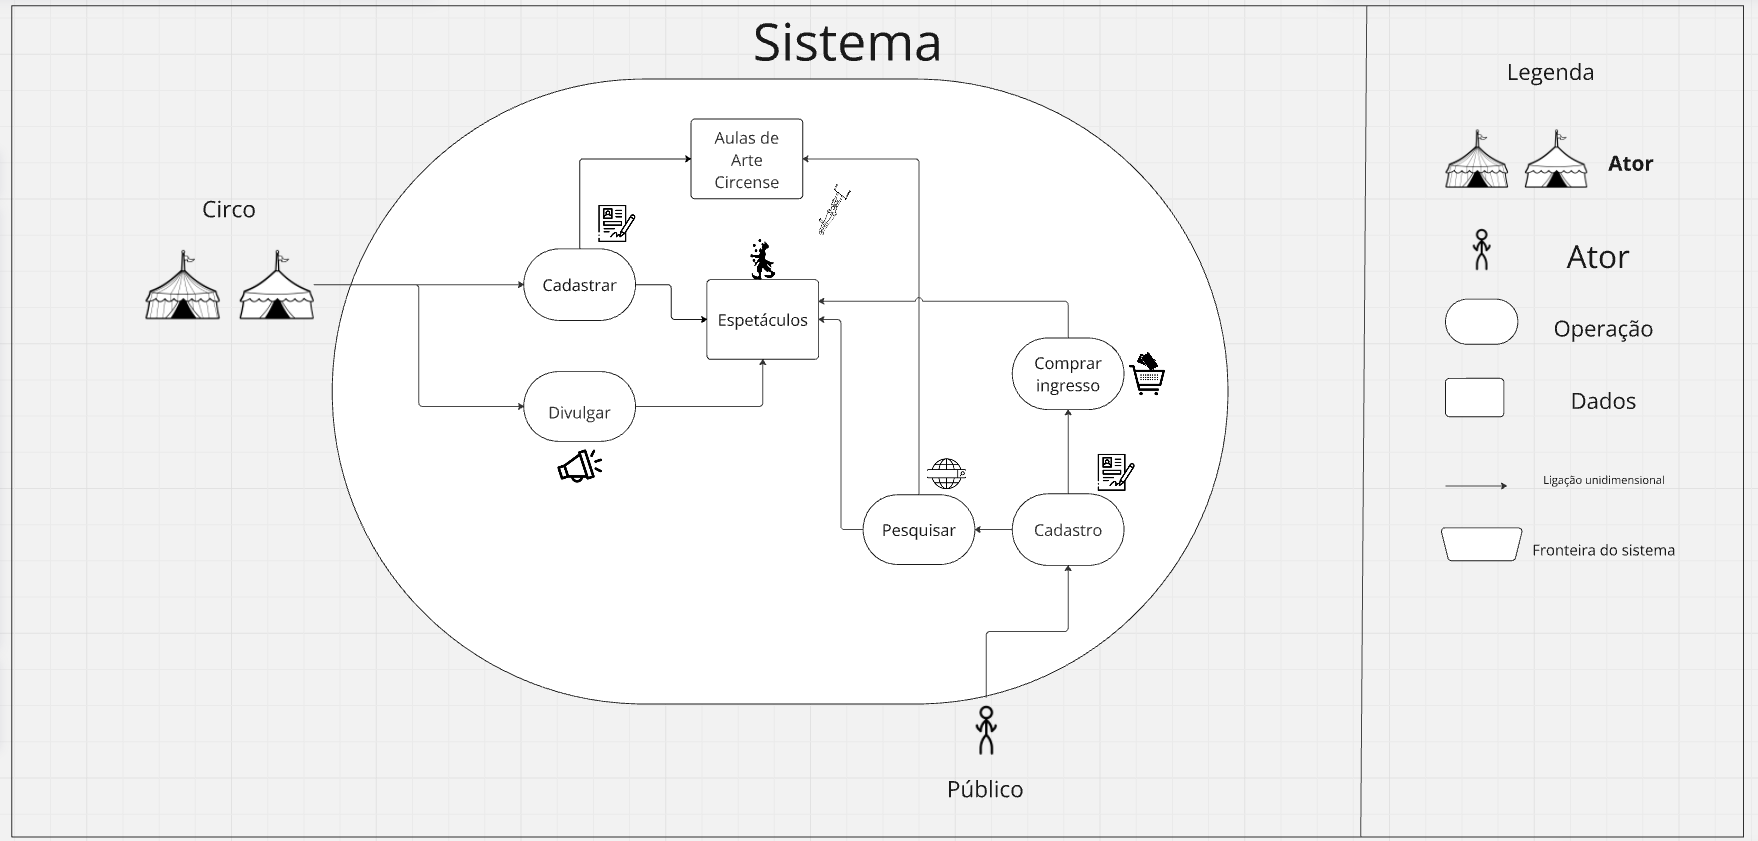 Sistema
Aulas de
Arte
Circense
Circo
Cadastrar
Espetáculos
Comprar
ingresso
Divulgar
Pesquisar
Cadastro
Público
Legenda
Ator
Ator
Operação
Dados
Ligação unidimensional
Fronteira do sistema